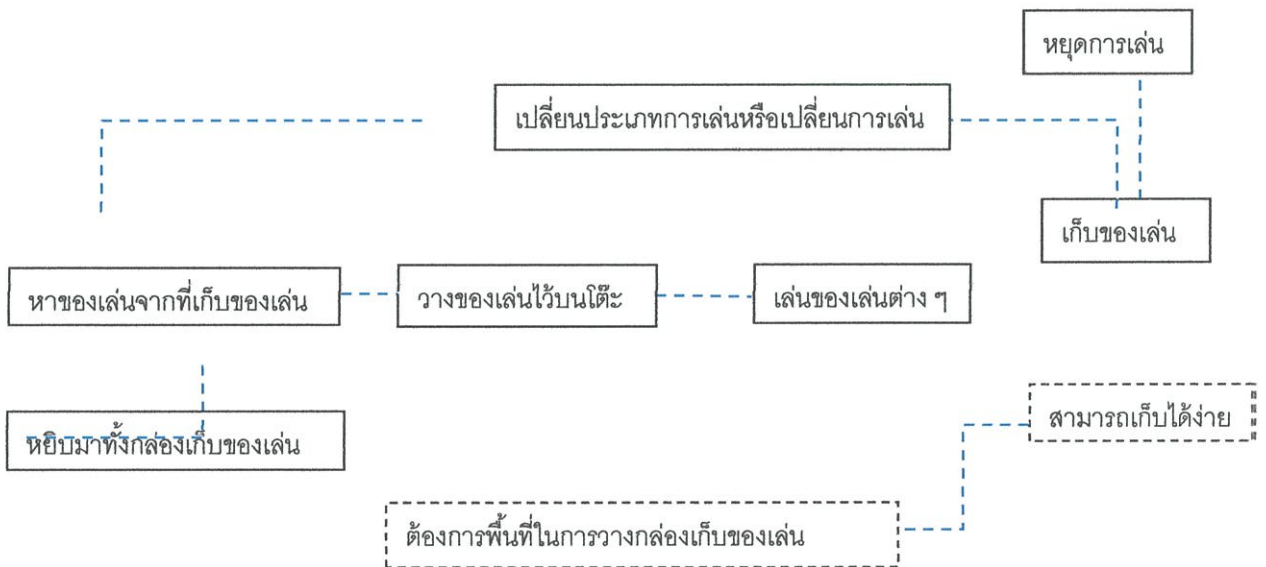 หยุดการเล่น
เปลี่ยนประเภทการเล่นหรือเปลี่ยนการเล่น
เก็บของเล่น
หาของเล่นจากที่เก็บของเล่น
วางของเล่นไว้บนโต๊ะ
เล่นของเล่นต่าง ๆ
สามารถเก็บได้ง่าย
หยิบมาทั้งกล่องเก็บของเล่น
ต้องการพื้นที่ในการวางกล่องเก็บของเล่น